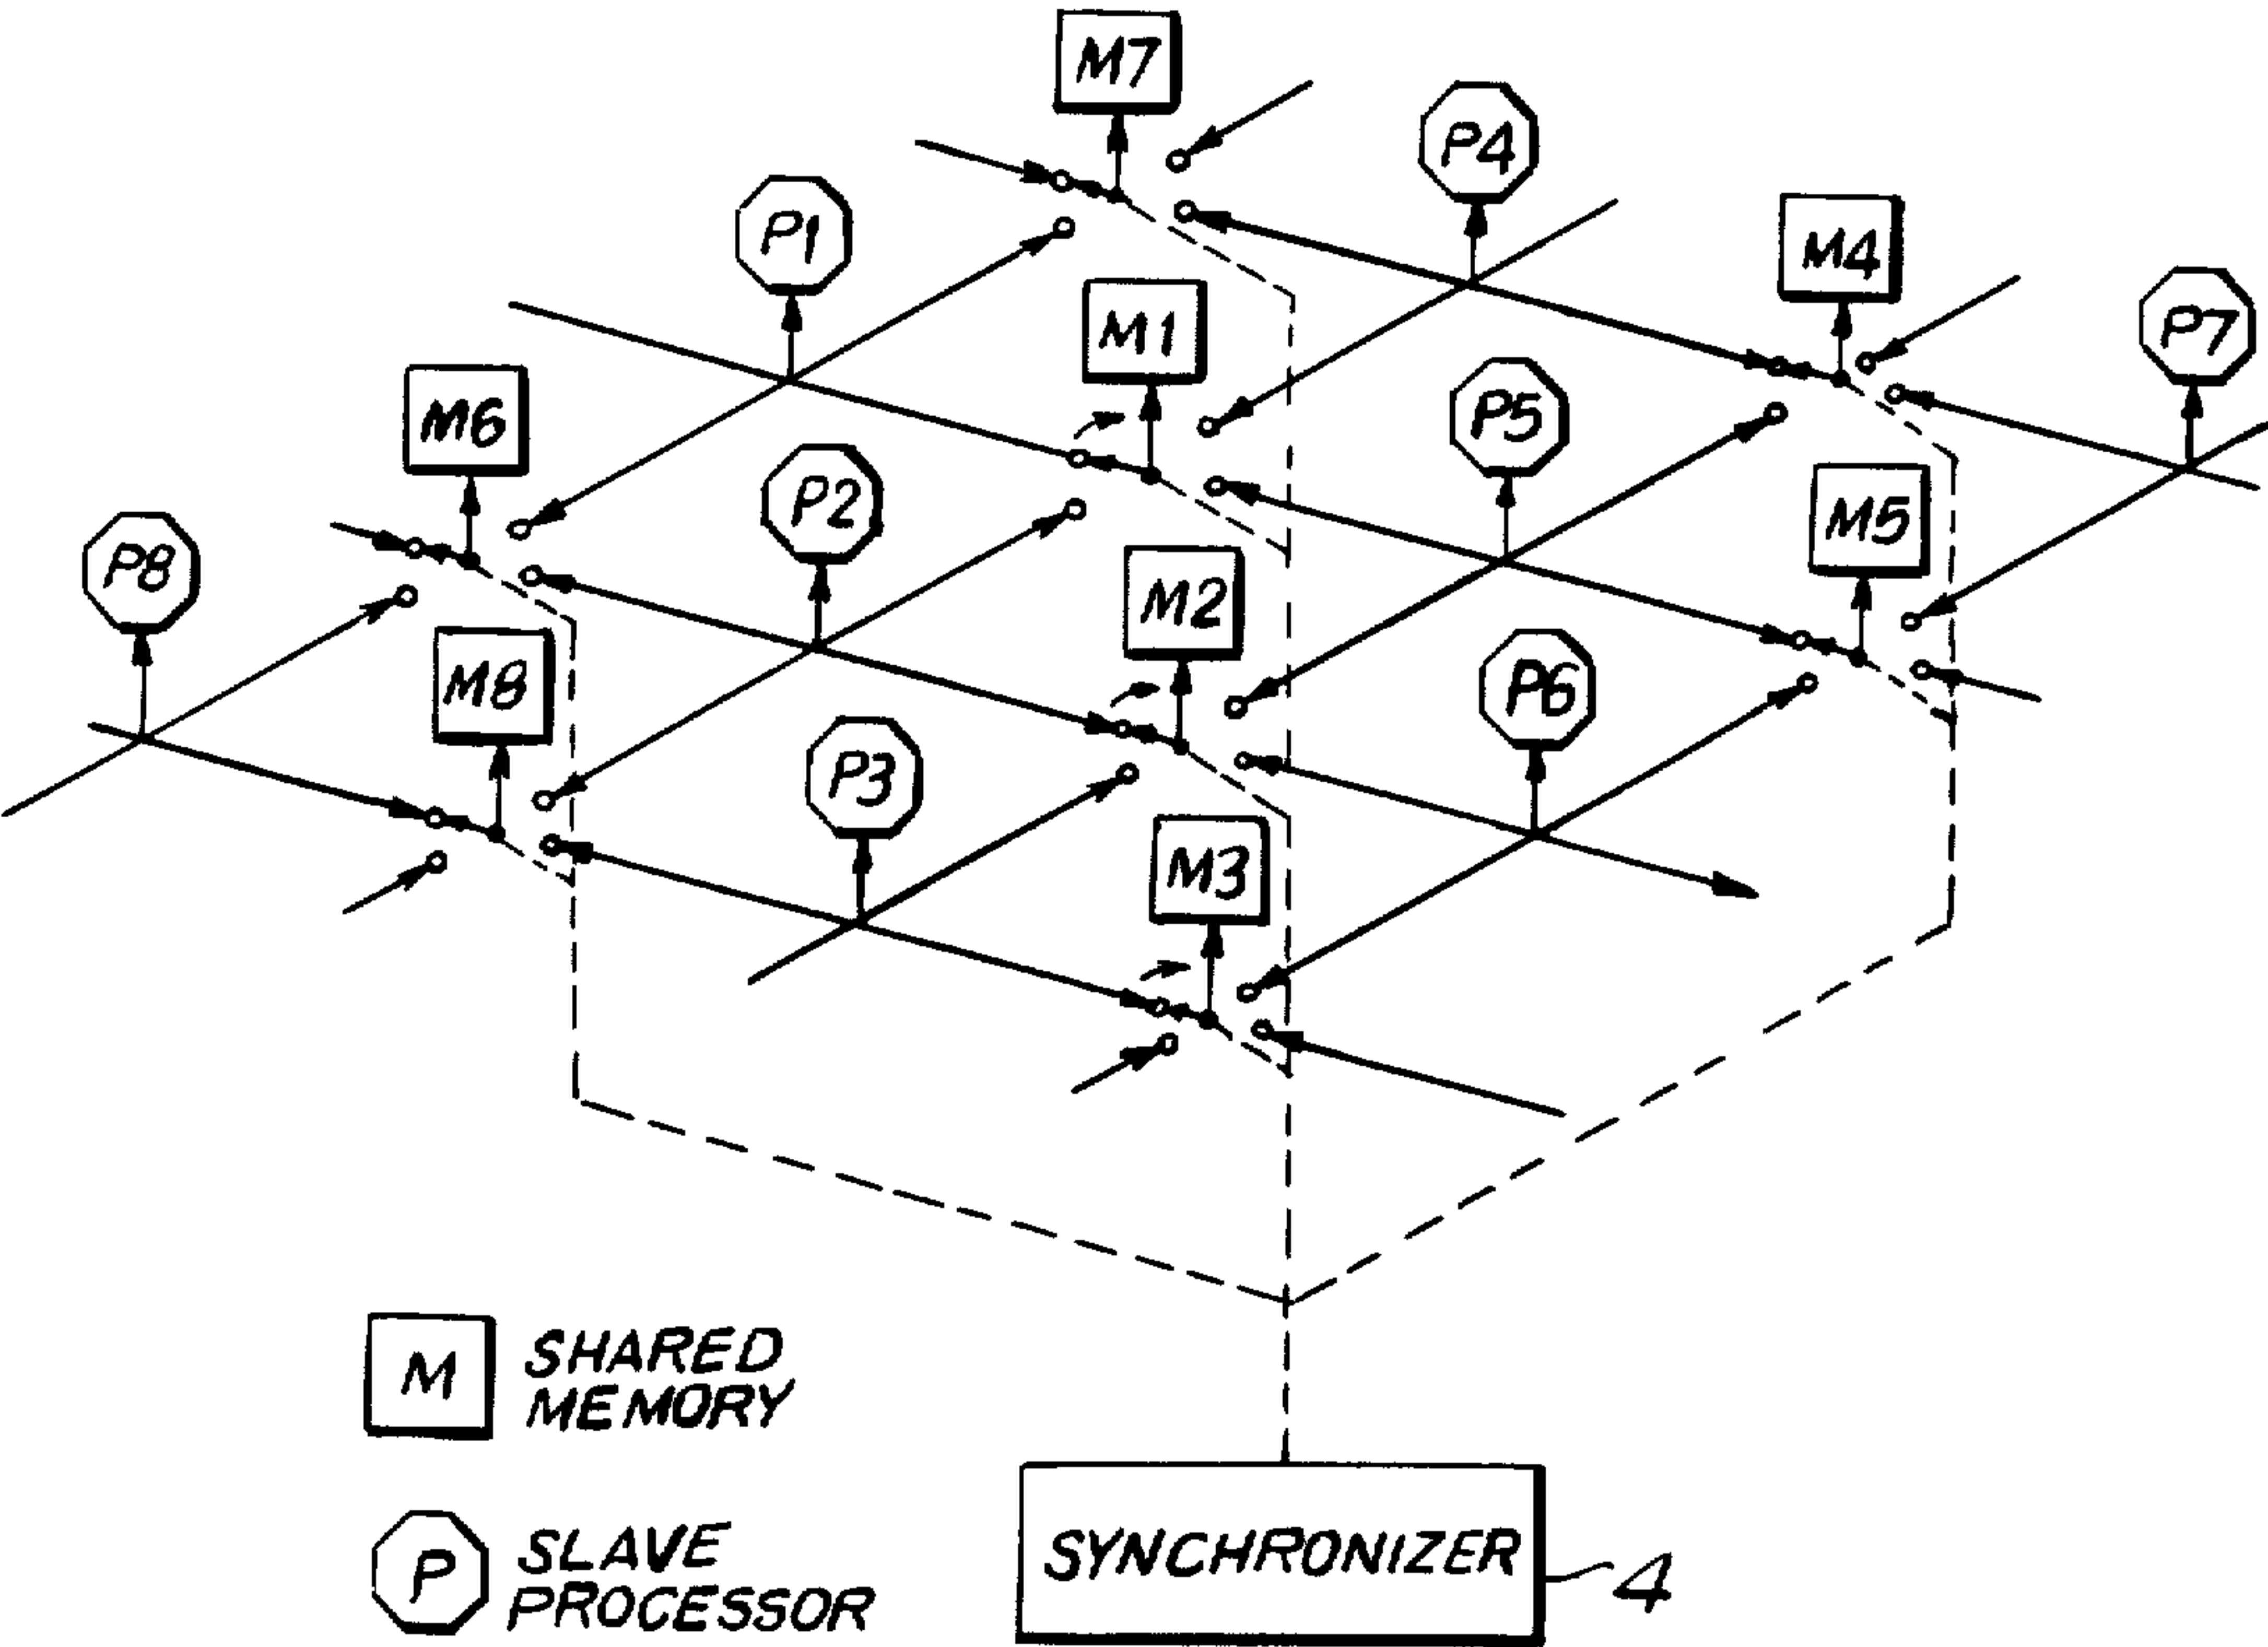 M7
P4
P1
M4
M1
P7
M6
P5
P2
M5
P8
M2
M8
P6
P3
M3
M SHARED
MEMORY
P SLAVE
PROCESSOR
SYNCHRONIZER
4